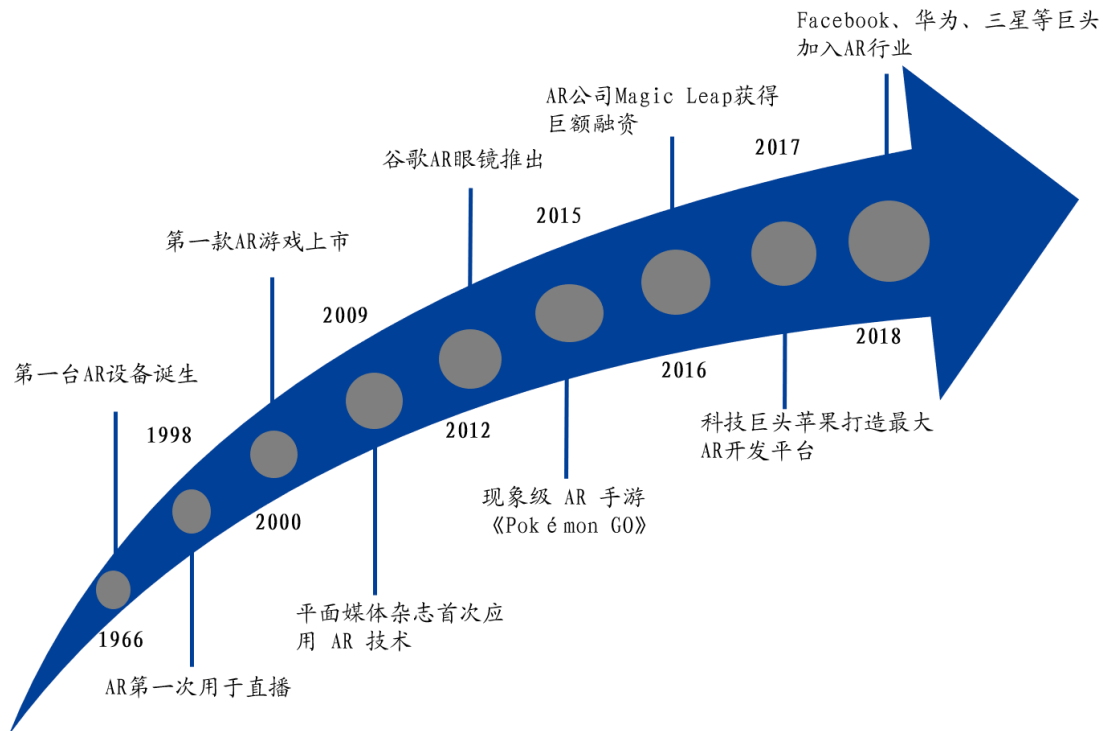 Facebook、华为、三星等巨头
加入AR行业
AR公司Magic Leap获得
巨额融资
2017
谷歌AR眼镜推出
2015
第一款AR游戏上市
2009
2018
2016
第一台AR设备诞生
科技巨头苹果打造最大
AR开发平台
1998
2012
现象级 AR 手游
《Pokémon GO》
2000
平面媒体杂志首次应
用 AR 技术
1966
AR第一次用于直播